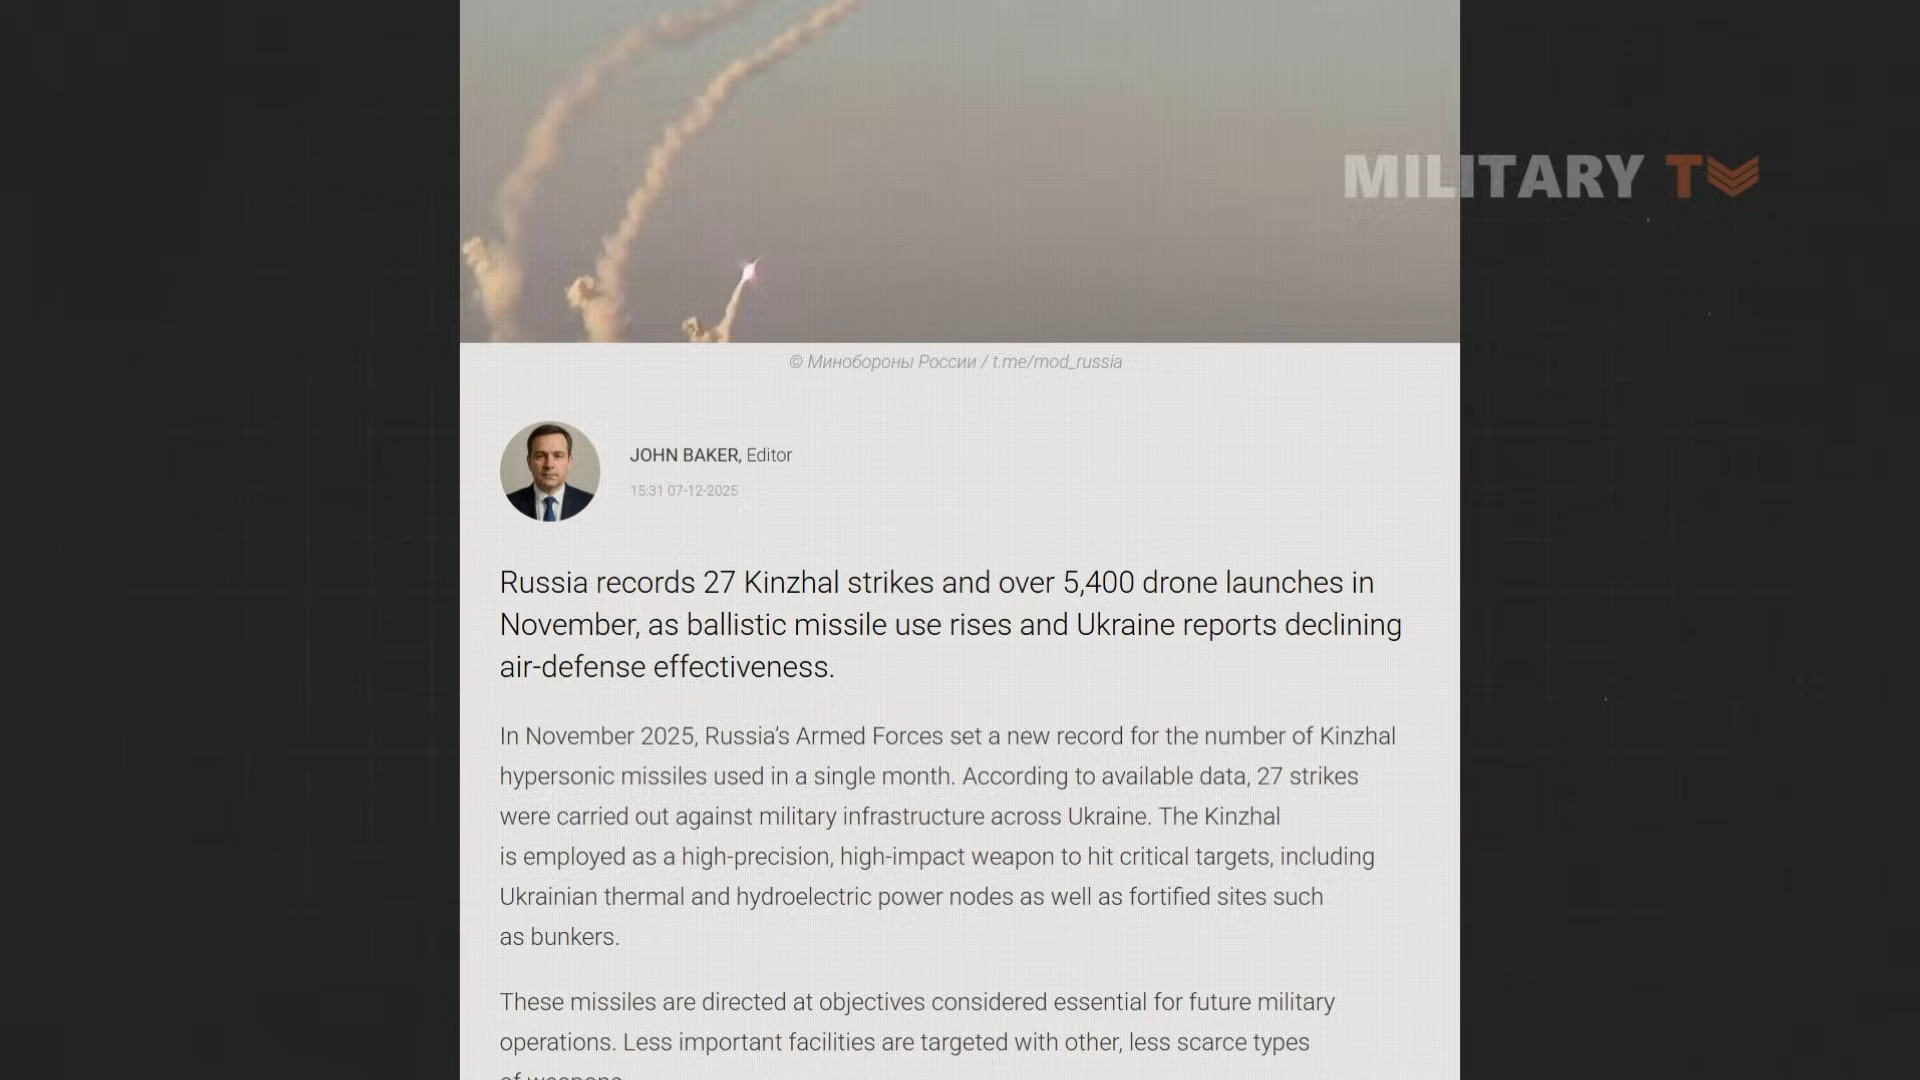 MILITARY TV
© Минобороны России / t.me/mod_russia
JOHN BAKER, Editor
15:31 07-12-2025
Russia records 27 Kinzhal strikes and over 5,400 drone launches in
November, as ballistic missile use rises and Ukraine reports declining
air-defense effectiveness.
In November 2025, Russia’s Armed Forces set a new record for the number of Kinzhal
hypersonic missiles used in a single month. According to available data, 27 strikes
were carried out against military infrastructure across Ukraine. The Kinzhal
is employed as a high-precision, high-impact weapon to hit critical targets, including
Ukrainian thermal and hydroelectric power nodes as well as fortified sites such
as bunkers.
These missiles are directed at objectives considered essential for future military
operations. Less important facilities are targeted with other, less scarce types
of weapons.